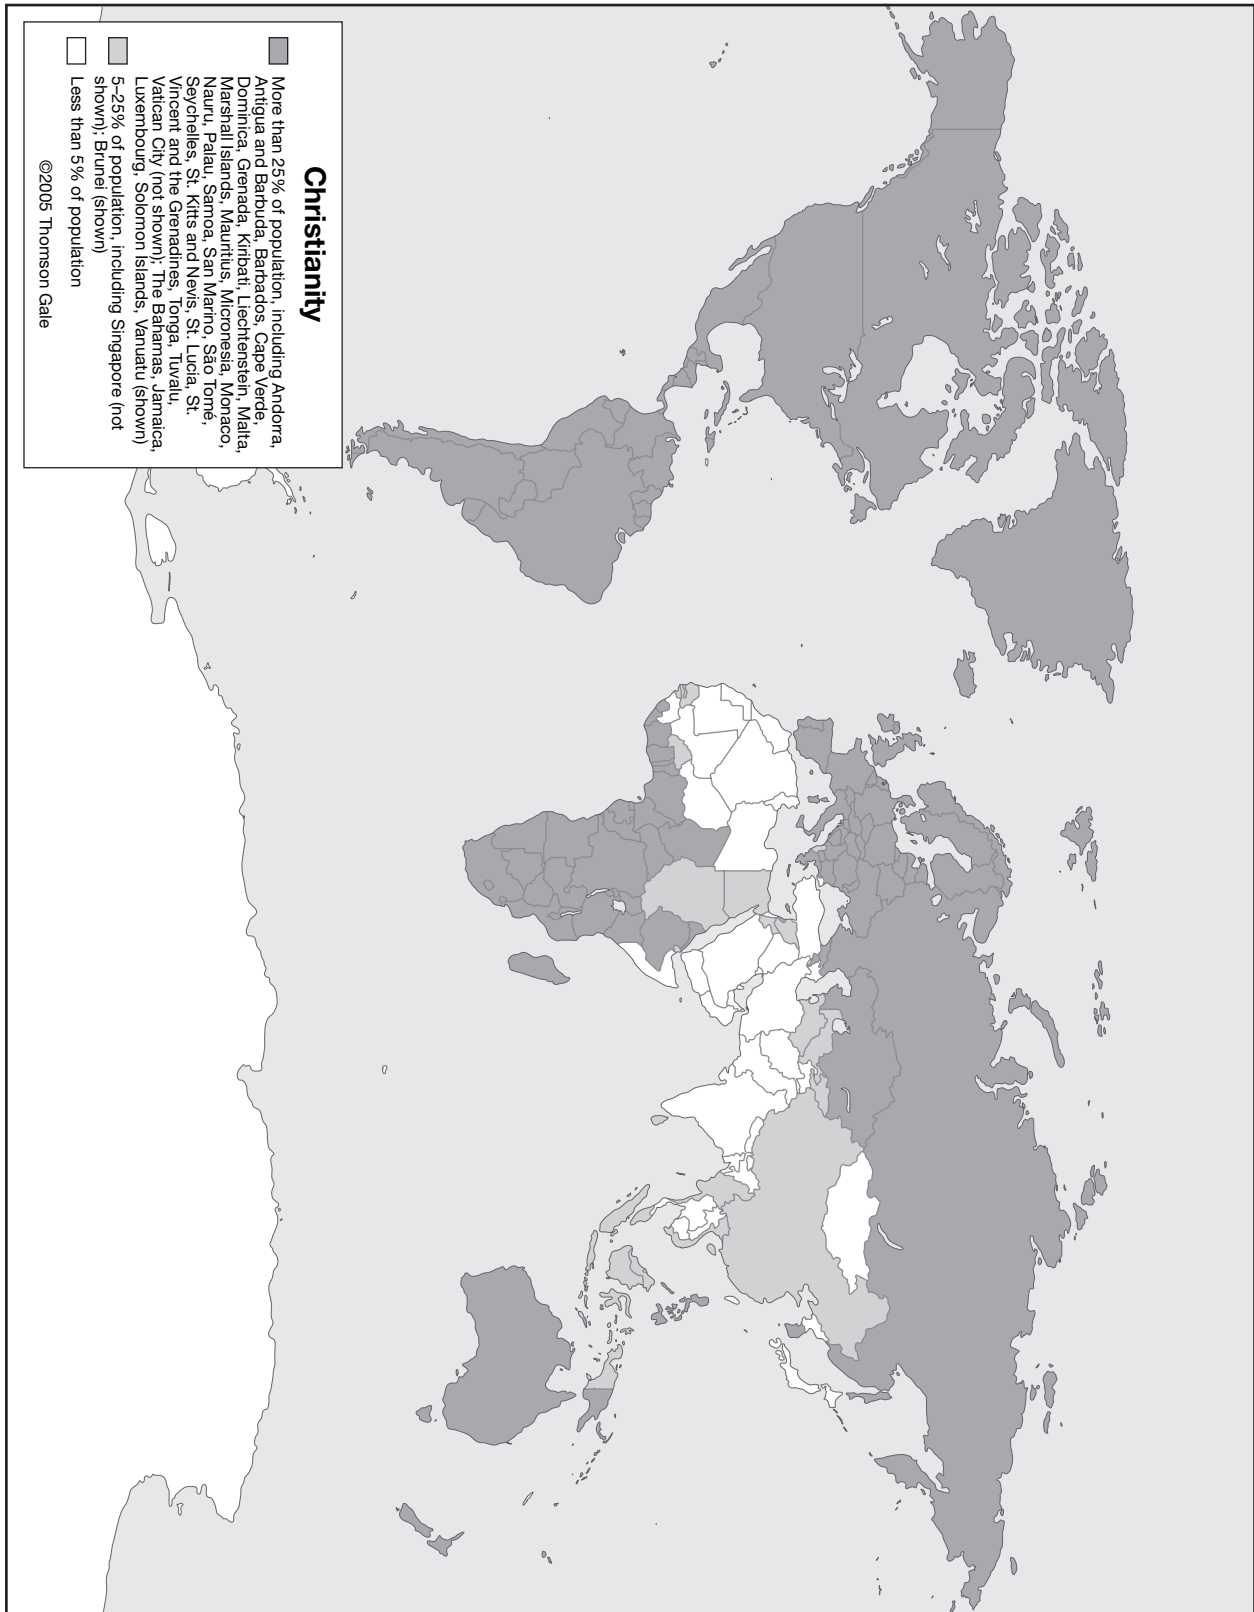 Christianity
More than 25% of population, including Andorra,
Antigua and Barbuda, Barbados, Cape Verde,
Dominica, Grenada, Kiribati, Liechtenstein, Malta,
Marshall Islands, Mauritius, Micronesia, Monaco,
Nauru, Palau, Samoa, San Marino, São Tomé,
Seychelles, St. Kitts and Nevis, St. Lucia, St.
Vincent and the Grenadines, Tonga, Tuvalu,
Vatican City (not shown); The Bahamas, Jamaica,
Luxembourg, Solomon Islands, Vanuatu (shown)
5–25% of population, including Singapore (not
shown); Brunei (shown)
Less than 5% of population
©2005 Thomson Gale